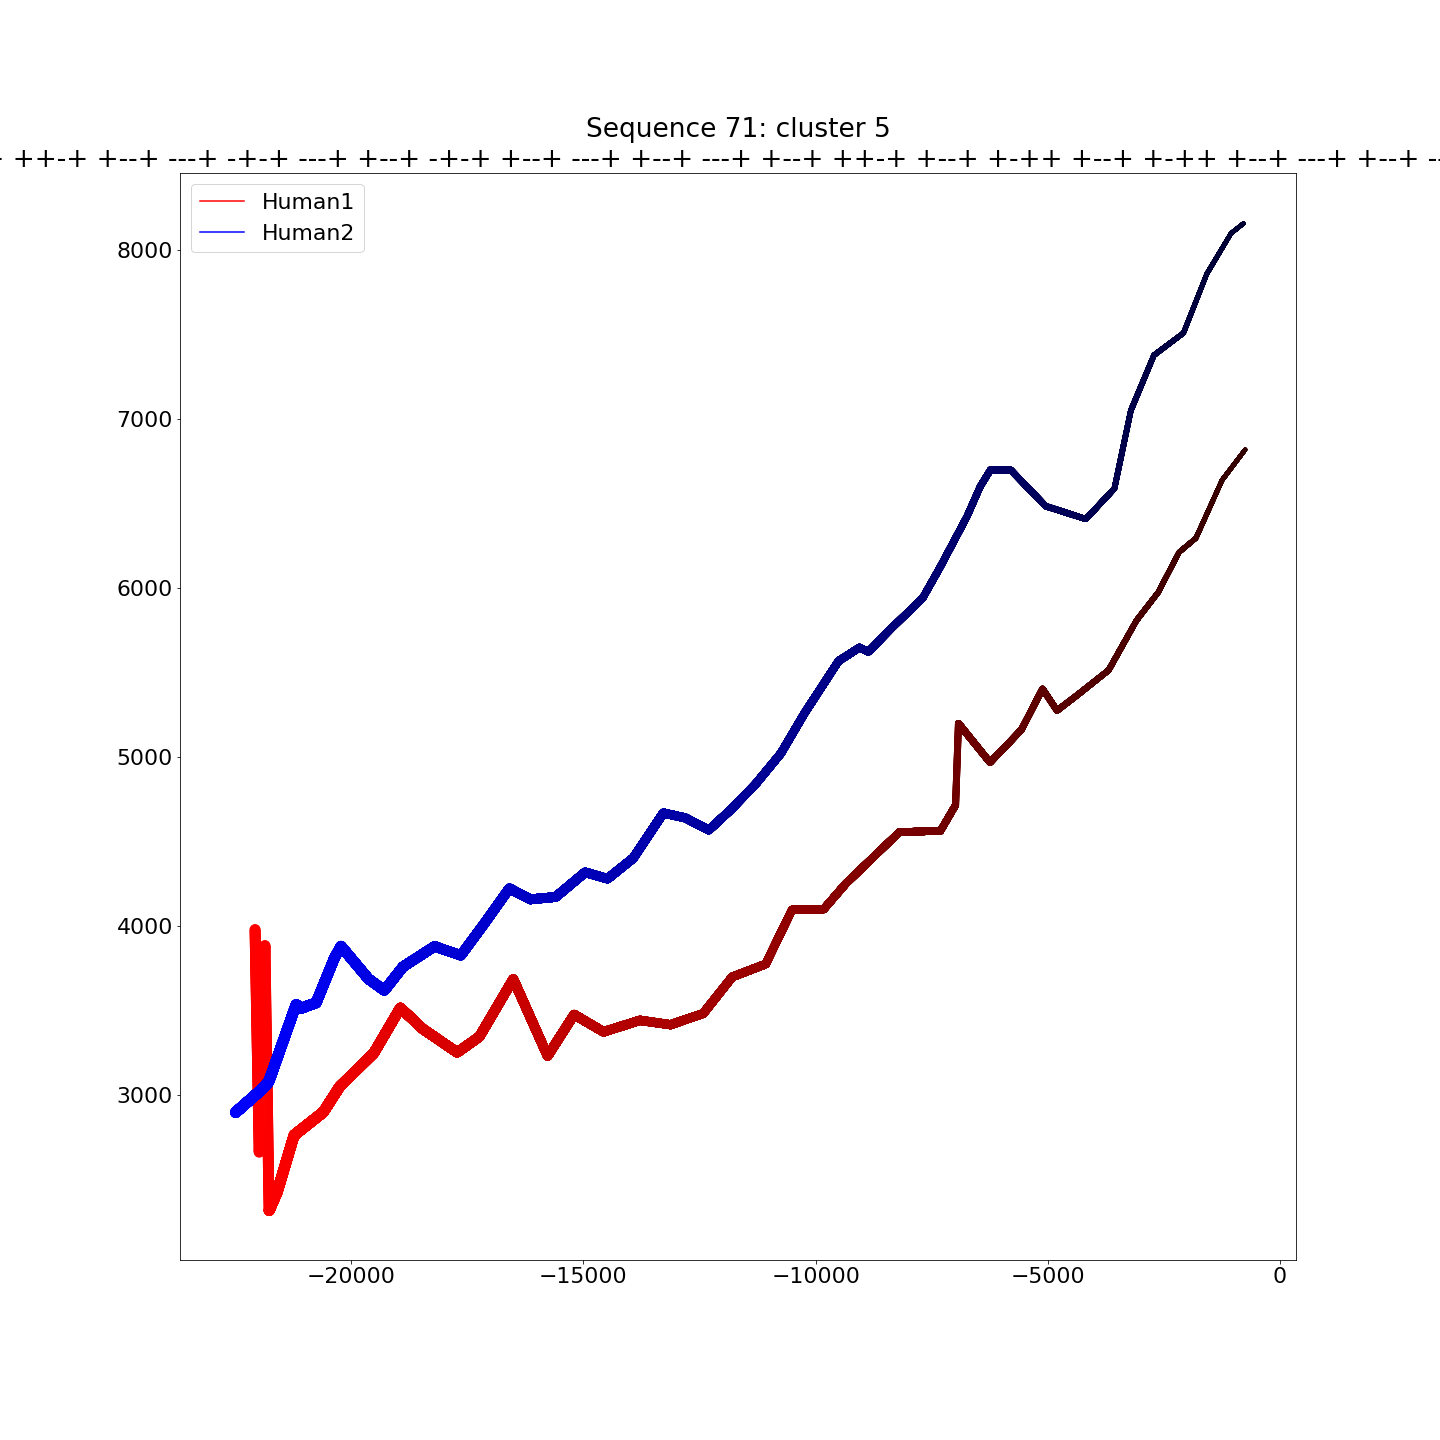 Sequence 71: cluster 5
++-+ +--+ ---+ -+-+ ---+ +--+ -+-+ +--+ ---+ +--+ ---+ +--+ ++-+ +--+ +-++ +--+ +-++ +--+ ---+ +--+
Human1
Human2
8000
7000
6000
5000
4000
3000
−20000 −15000 −10000 −5000 0